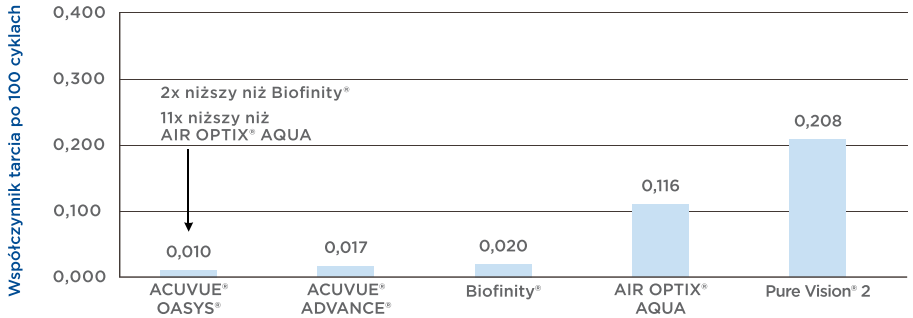 Współczynnik tarcia po 100 cyklach
0,400
0,300
0,200
0,100
0,000
2x niższy niż Biofinity®
11x niższy niż
AIR OPTIX® AQUA
0,010
0,017
0,020
0,116
0,208
ACUVUE®
OASYS®
ACUVUE®
ADVANCE®
Biofinity®
AIR OPTIX®
AQUA
Pure Vision® 2